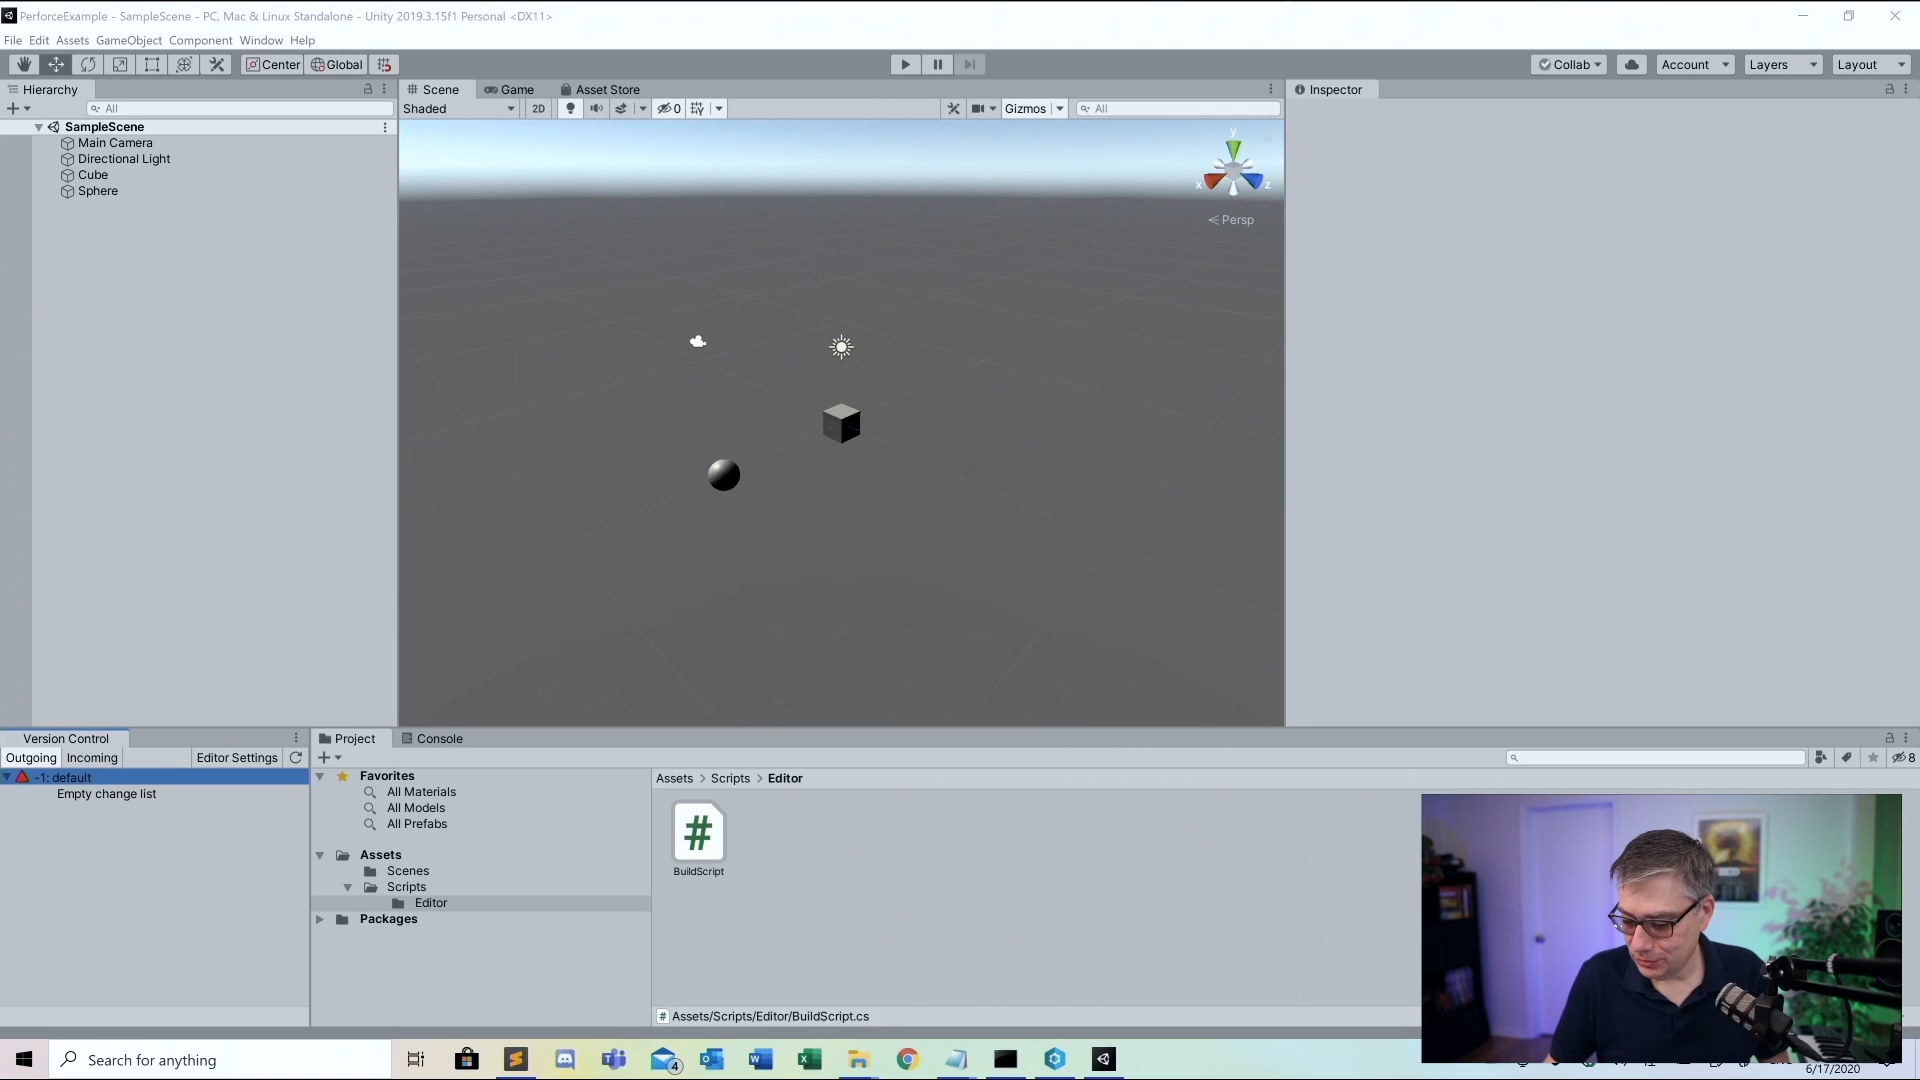 PerforceExample - SampleScene - PC, Mac & Linux Standalone - Unity 2019.3.15f1 Personal <DX11>
File Edit Assets GameObject Component Window Help
Center Global
Collab Account Layers Layout
Hierarchy
All
SampleScene
Main Camera
Directional Light
Cube
Sphere
Scene Game Asset Store
Shaded 2D 0 Gizmos All
y
x z
Persp
Inspector
Version Control
Outgoing Incoming Editor Settings
-1: default
Empty change list
Project Console
8
Favorites
All Materials
All Models
All Prefabs
Assets
Scenes
Scripts
Editor
Packages
Assets > Scripts > Editor
#
BuildScript
# Assets/Scripts/Editor/BuildScript.cs
Search for anything
4
6/17/2020